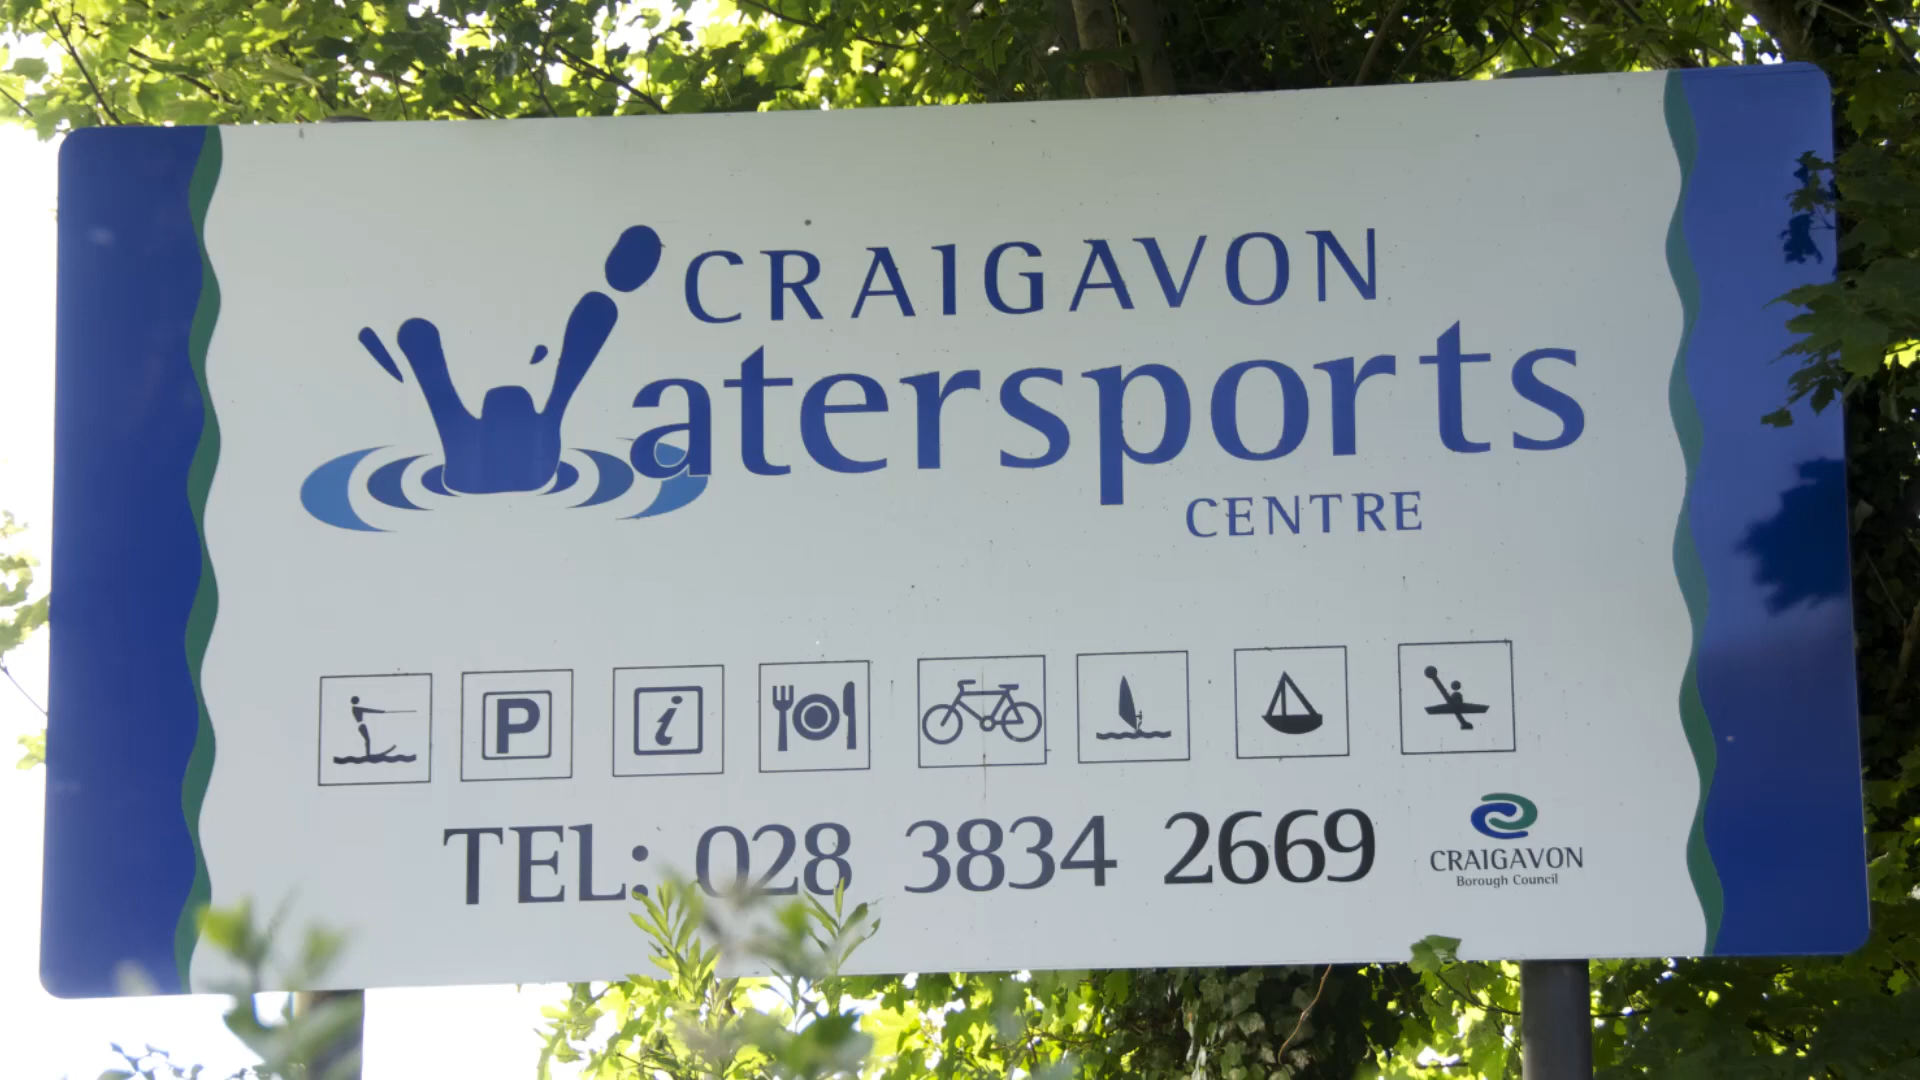 CRAIGAVON
Watersports
CENTRE
P
i
TEL: 028 3834 2669
CRAIGAVON
Borough Council